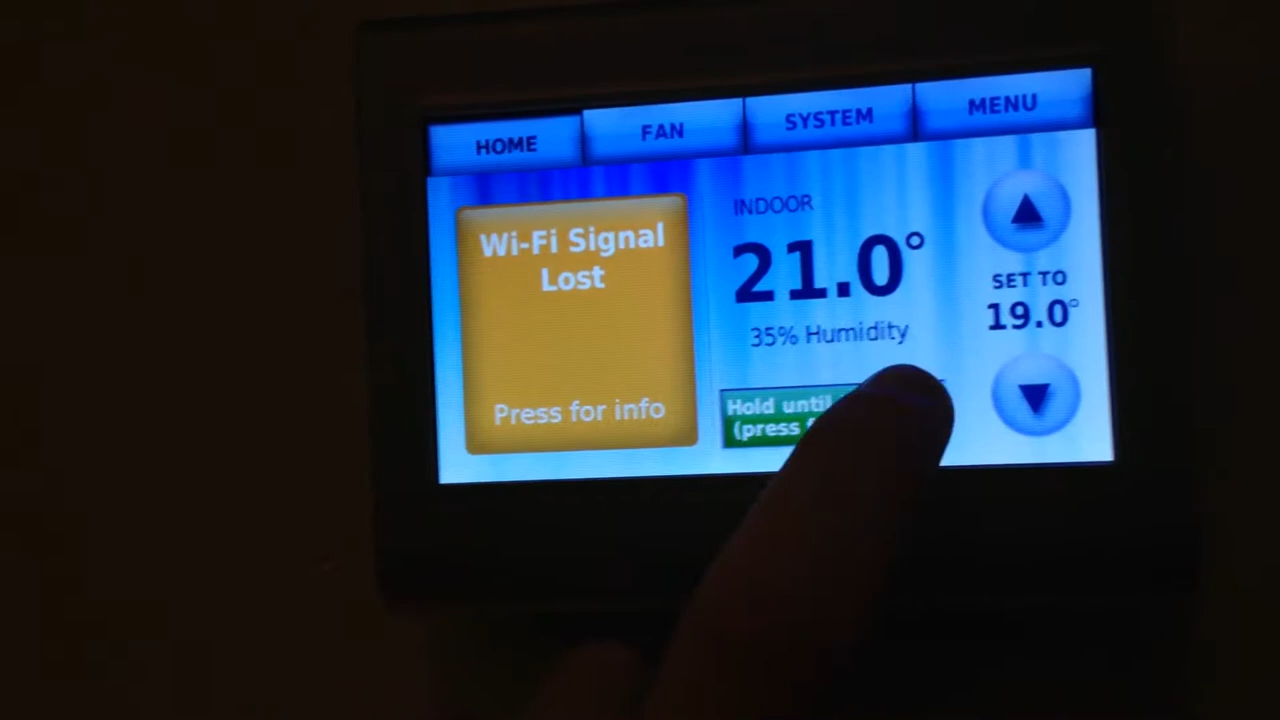 HOME
FAN
SYSTEM
MENU
Wi-Fi Signal
Lost
Press for info
INDOOR
21.0°
35% Humidity
Hold until
(press
SET TO
19.0°